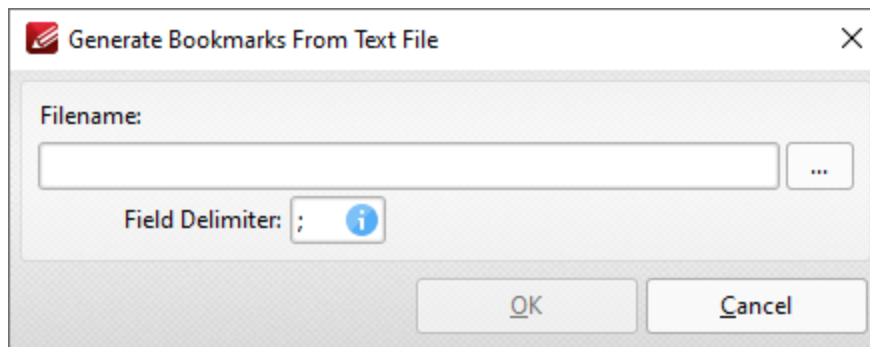 Generate Bookmarks From Text File
Filename:
...
Field Delimiter: ; i
OK Cancel